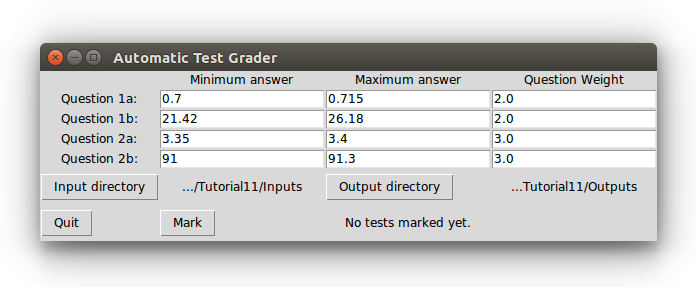 Automatic Test Grader
Minimum answer Maximum answer Question Weight
Question 1a: 0.7 0.715 2.0
Question 1b: 21.42 26.18 2.0
Question 2a: 3.35 3.4 3.0
Question 2b: 91 91.3 3.0
Input directory .../Tutorial11/Inputs Output directory ...Tutorial11/Outputs
Quit Mark No tests marked yet.